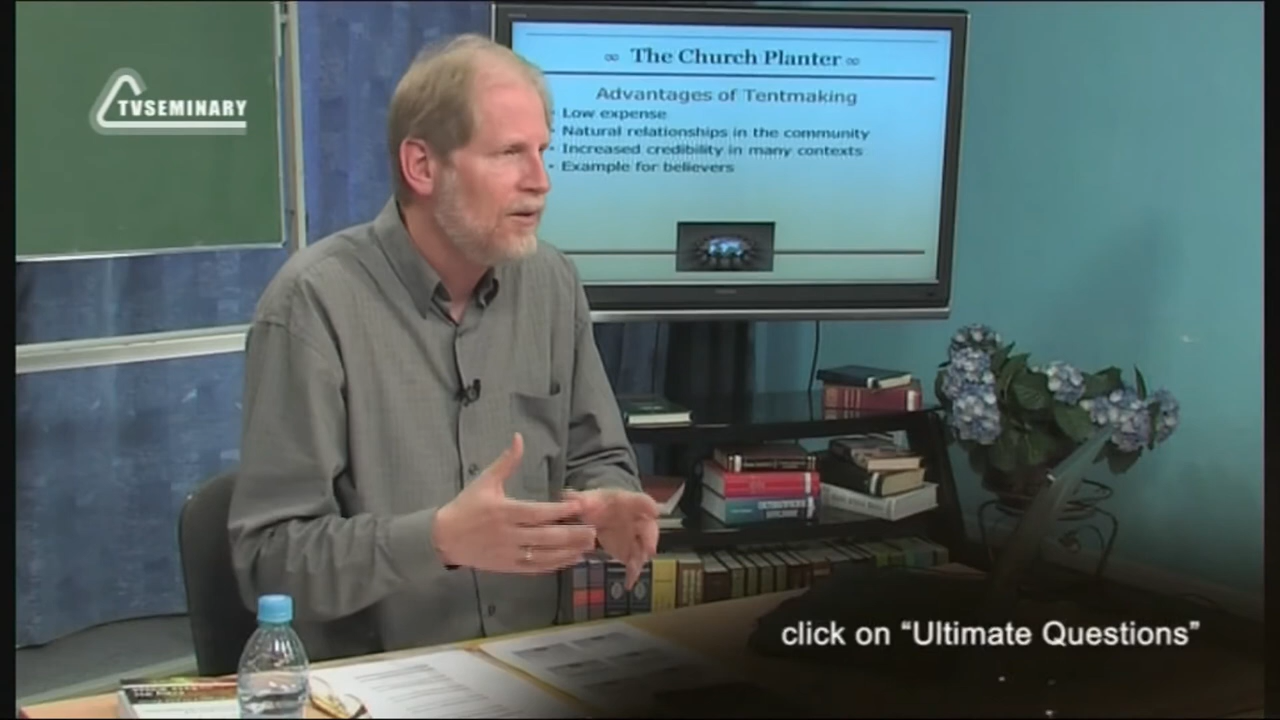 TVSEMINARY
∞ The Church Planter ∞
Advantages of Tentmaking
- Low expense
- Natural relationships in the community
- Increased credibility in many contexts
- Example for believers
click on “Ultimate Questions”